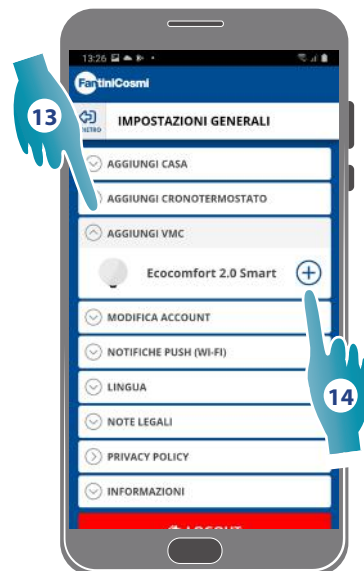 13:26
FantiniCosmi
13
IMPOSTAZIONI GENERALI
AGGIUNGI CASA
AGGIUNGI CRONOTERMOSTATO
AGGIUNGI VMC
Ecocomfort 2.0 Smart
MODIFICA ACCOUNT
NOTIFICHE PUSH (WI-FI)
LINGUA
14
NOTE LEGALI
PRIVACY POLICY
INFORMAZIONI
LOGOUT